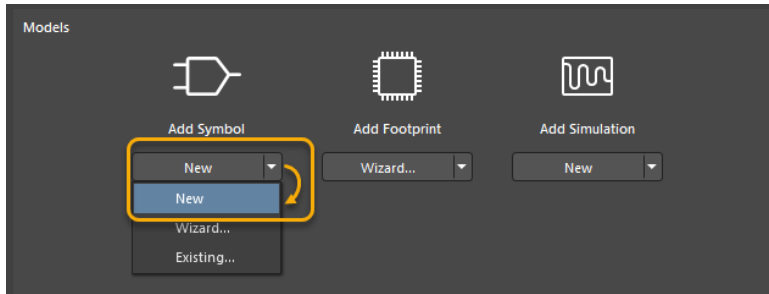 Models
Add Symbol Add Footprint Add Simulation
New Wizard... New
New
Wizard...
Existing...